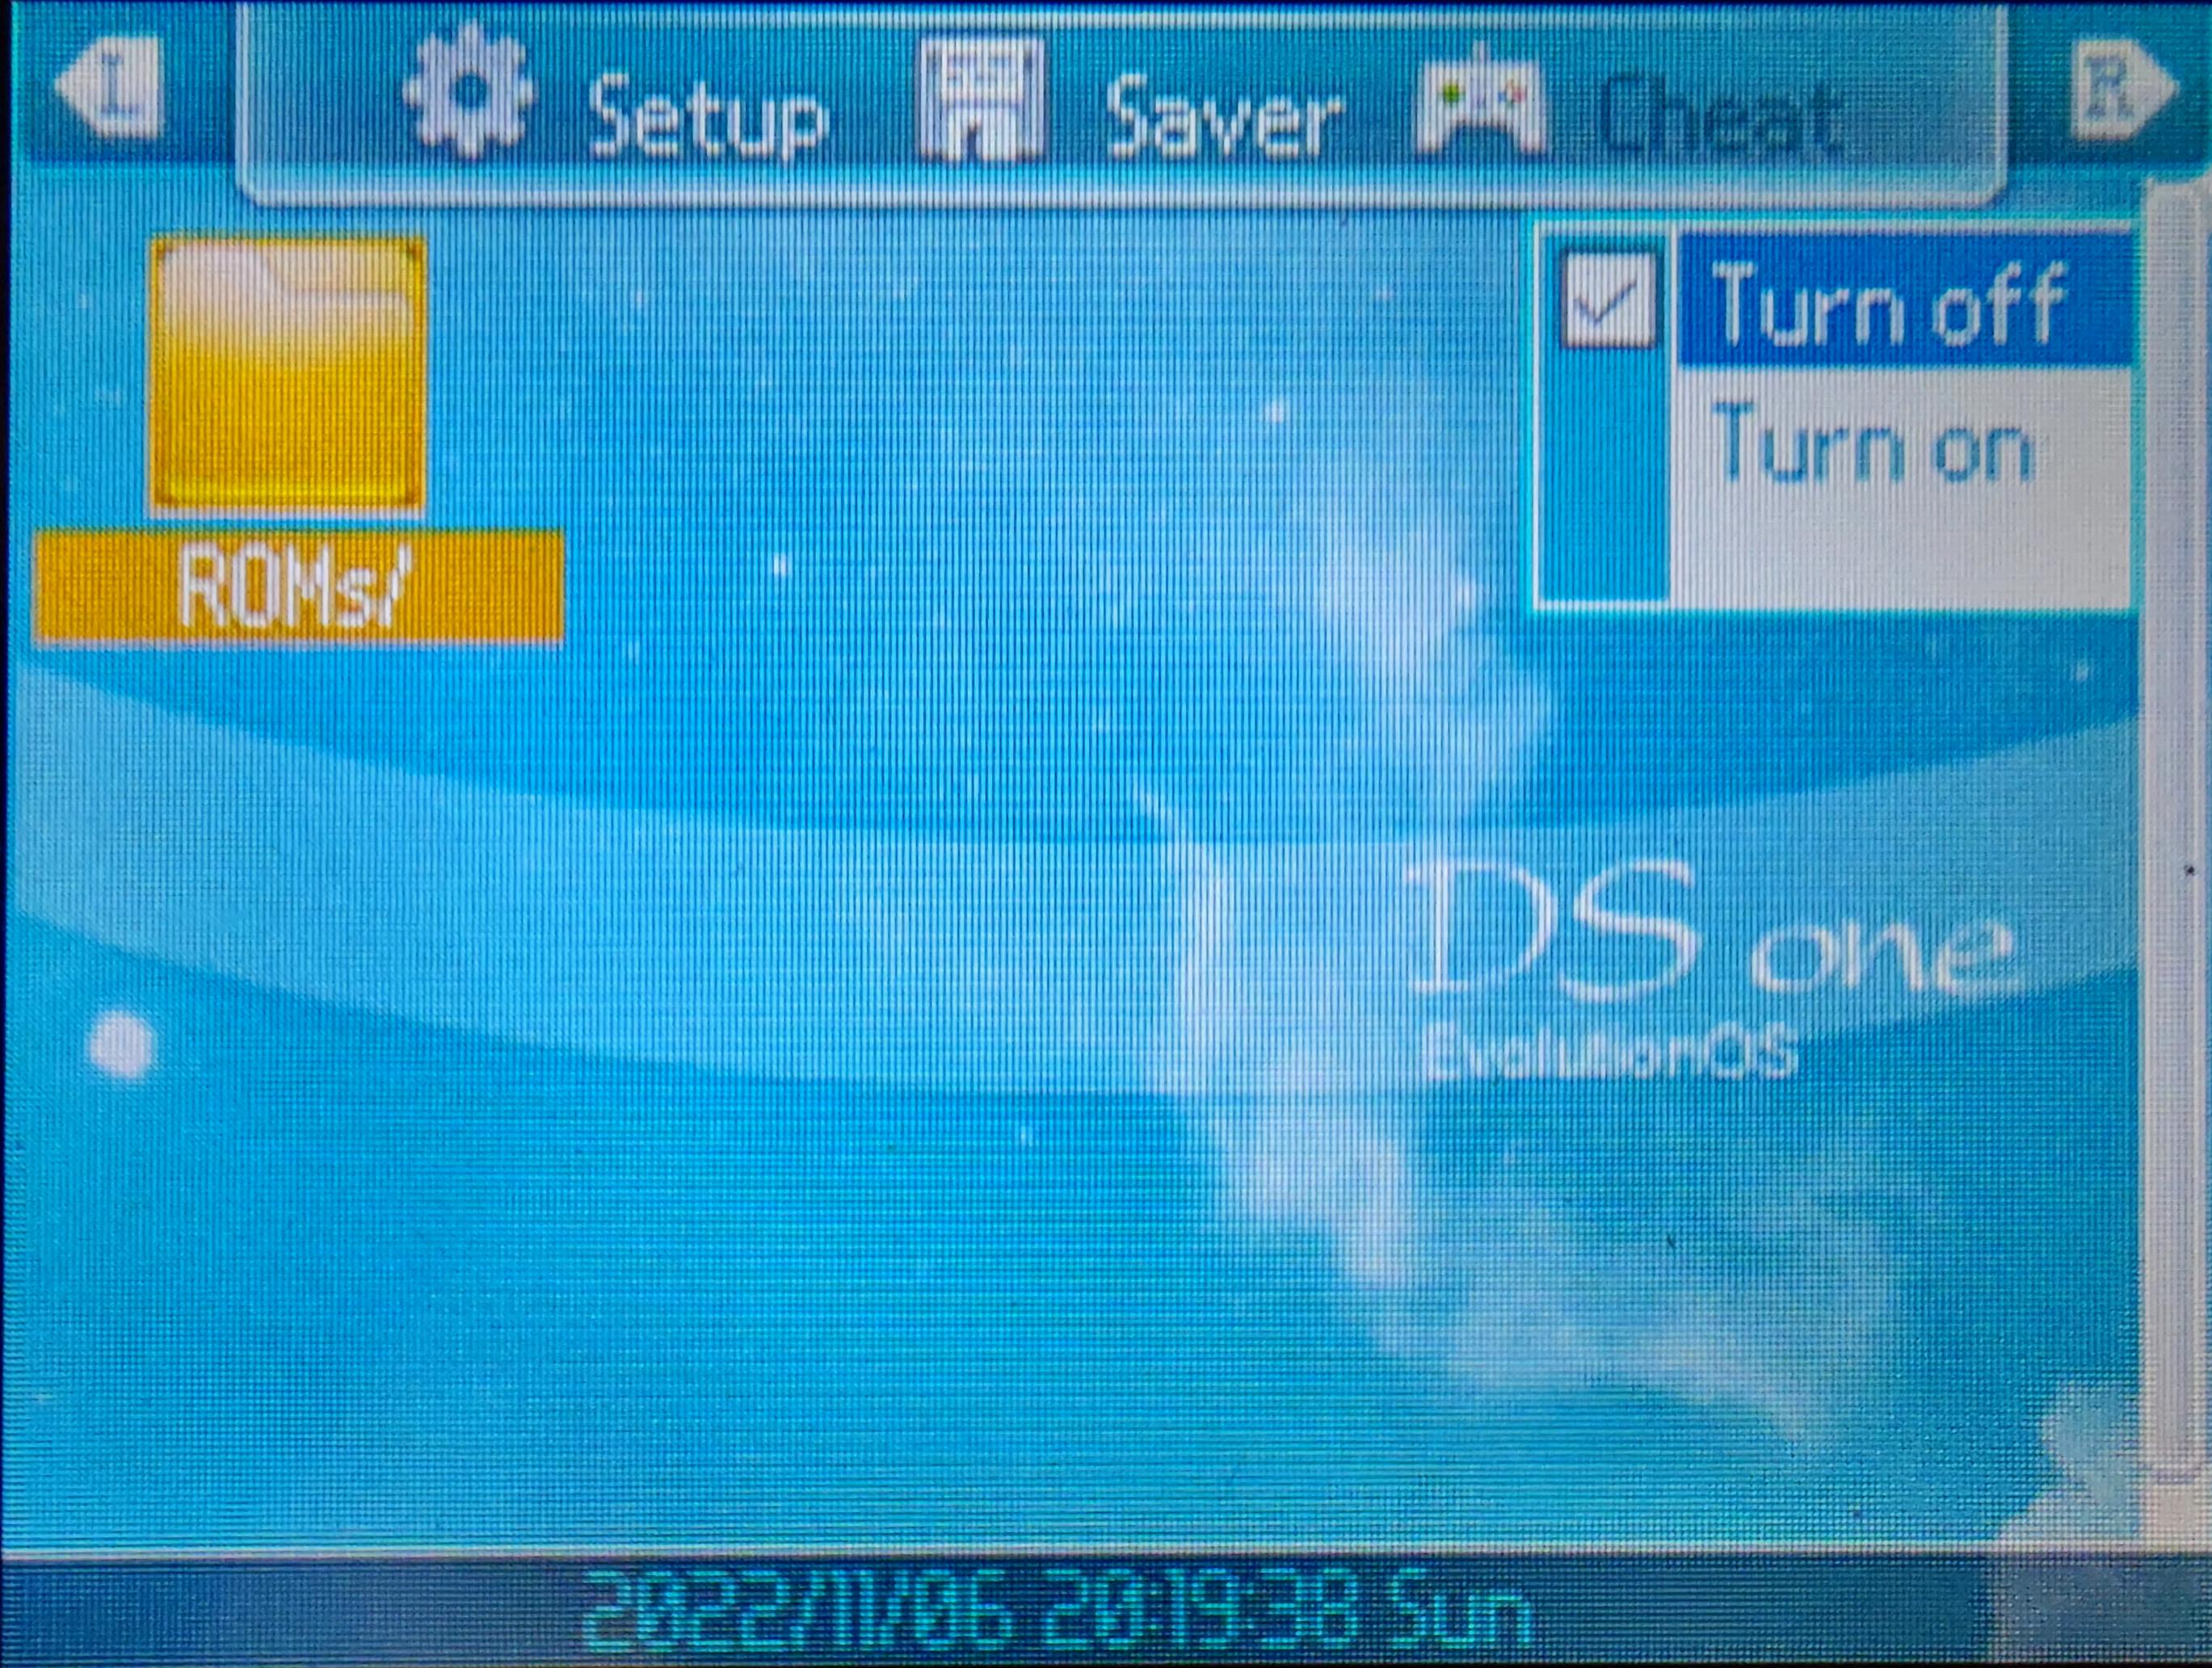 L Setup Saver Cheat R
Turn off
Turn on
ROMs/
DS one
EvolutionOS
2022/11/06 20:19:38 Sun